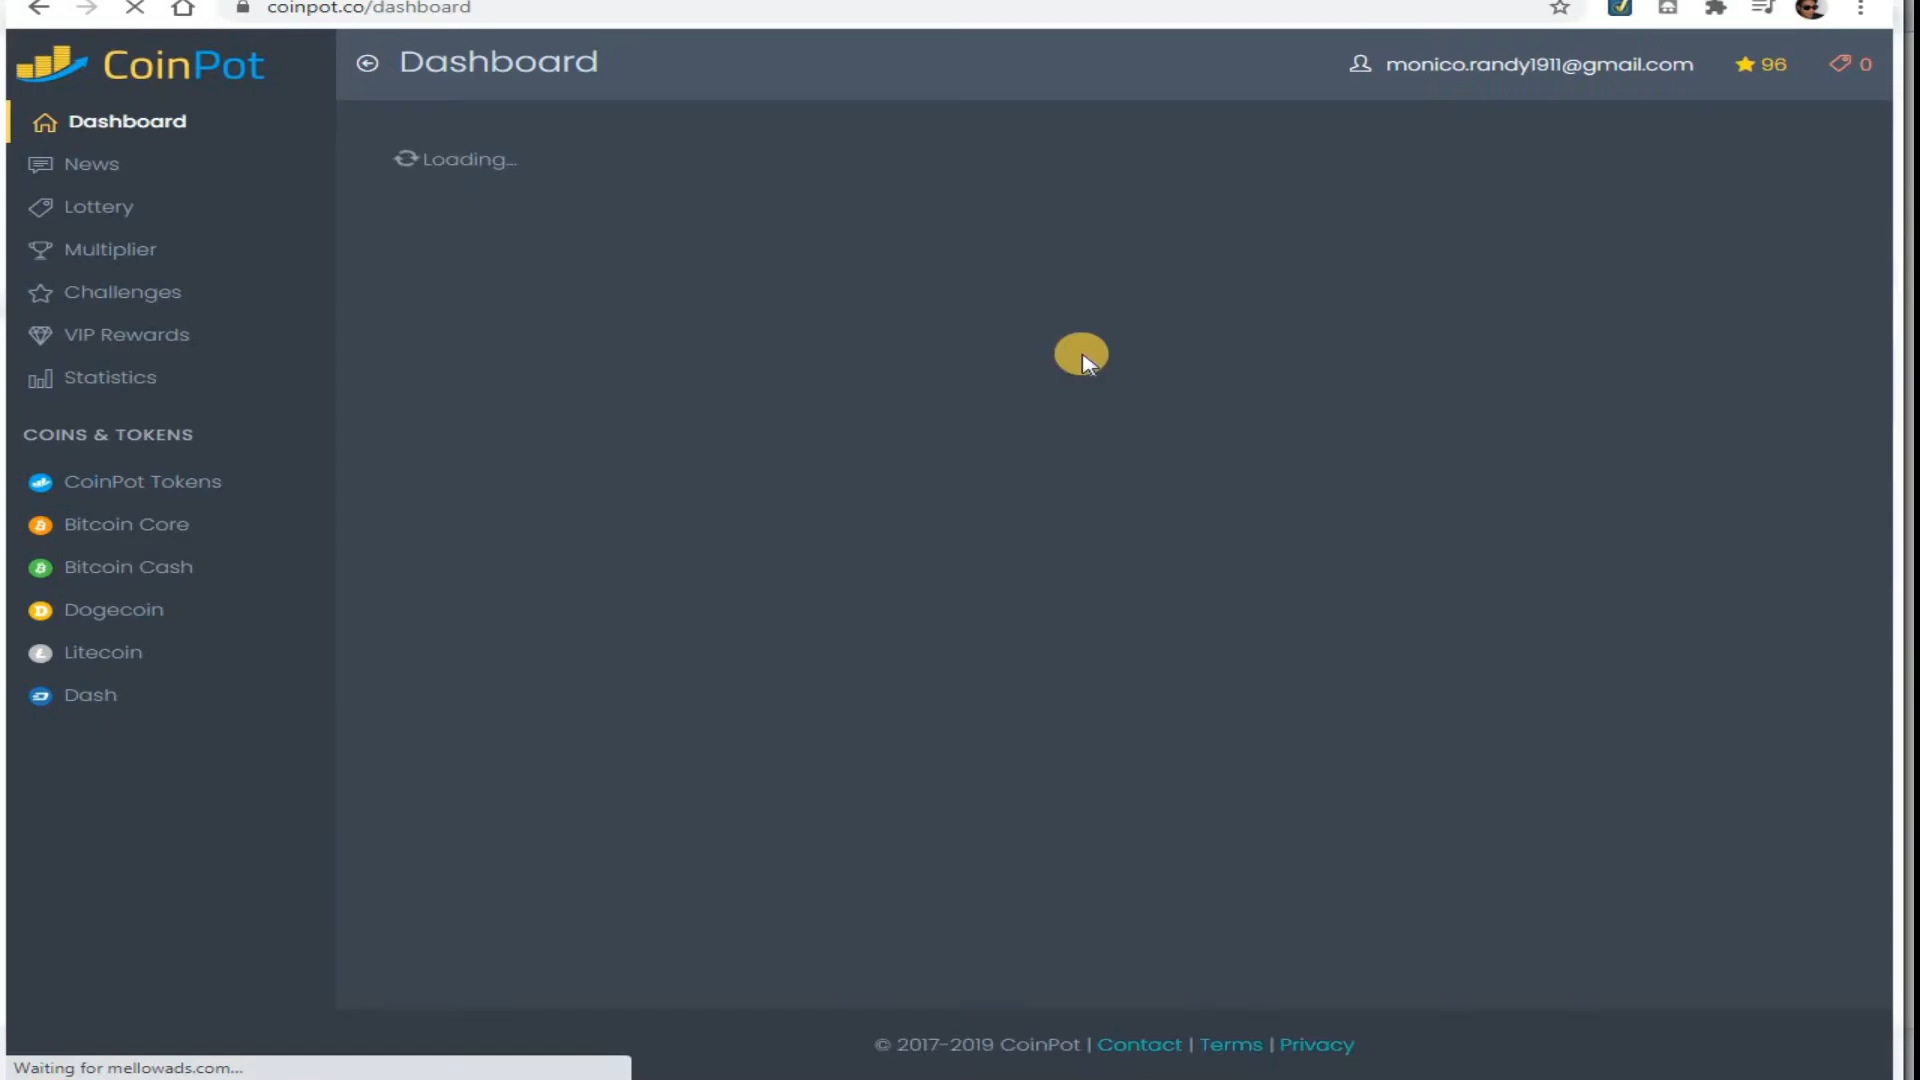 coinpot.co/dashboard
CoinPot
Dashboard
monico.randy1911@gmail.com
96
0
Dashboard
News
Lottery
Multiplier
Challenges
VIP Rewards
Statistics
COINS & TOKENS
CoinPot Tokens
Bitcoin Core
Bitcoin Cash
Dogecoin
Litecoin
Dash
Loading...
© 2017-2019 CoinPot | Contact | Terms | Privacy
Waiting for mellowads.com...